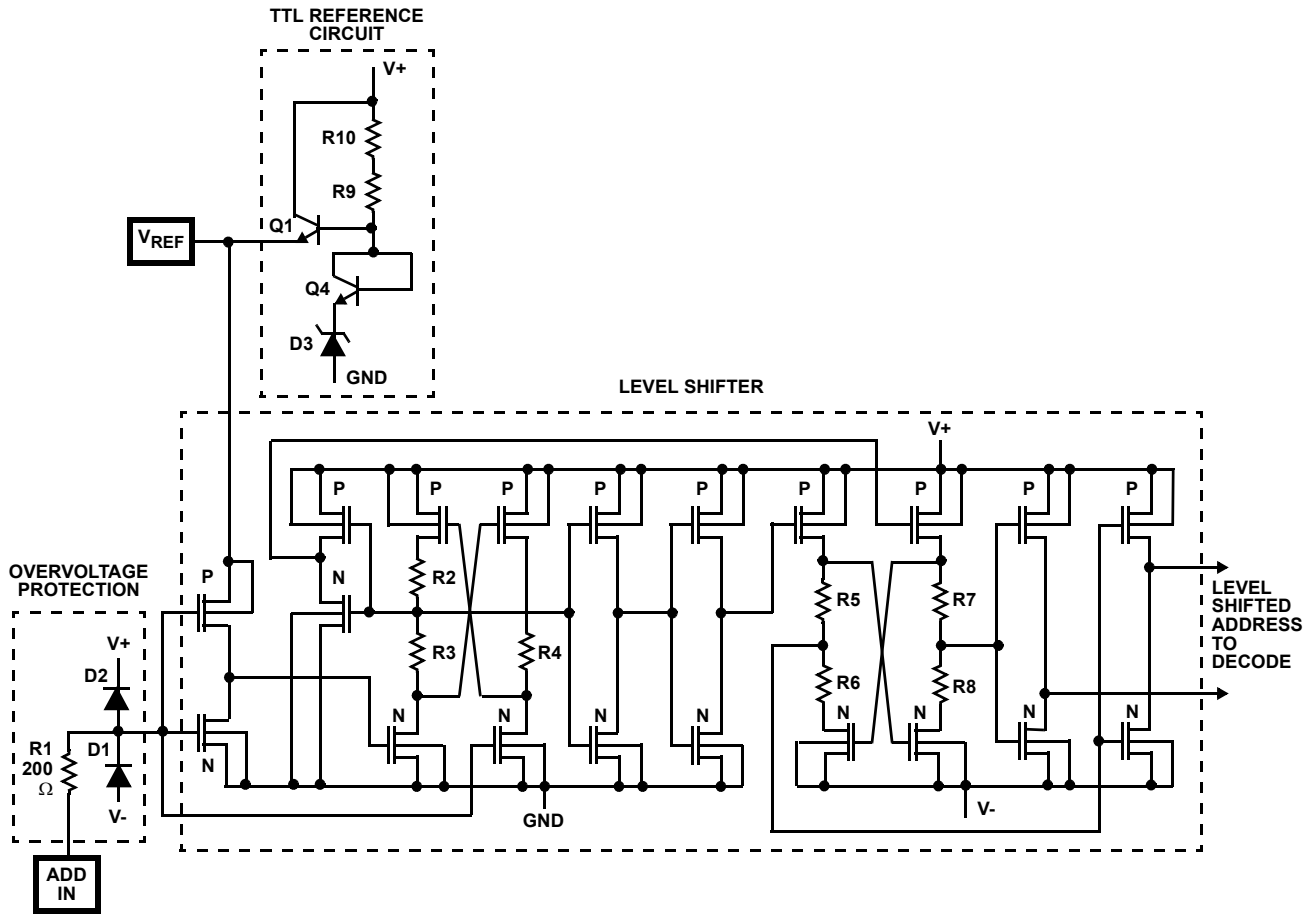 TTL REFERENCE
CIRCUIT
V+
R10
R9
Q1
VREF
Q4
D3
GND
LEVEL SHIFTER
V+
P
P
P
P
P
P
P
P
P
OVERVOLTAGE
PROTECTION
P
N
R2
R5
R7
LEVEL
SHIFTED
ADDRESS
TO
DECODE
V+
D2
R3
R4
R6
R8
R1
200
Ω
D1
V-
N
N
N
N
N
N
N
N
N
GND
V-
ADD
IN